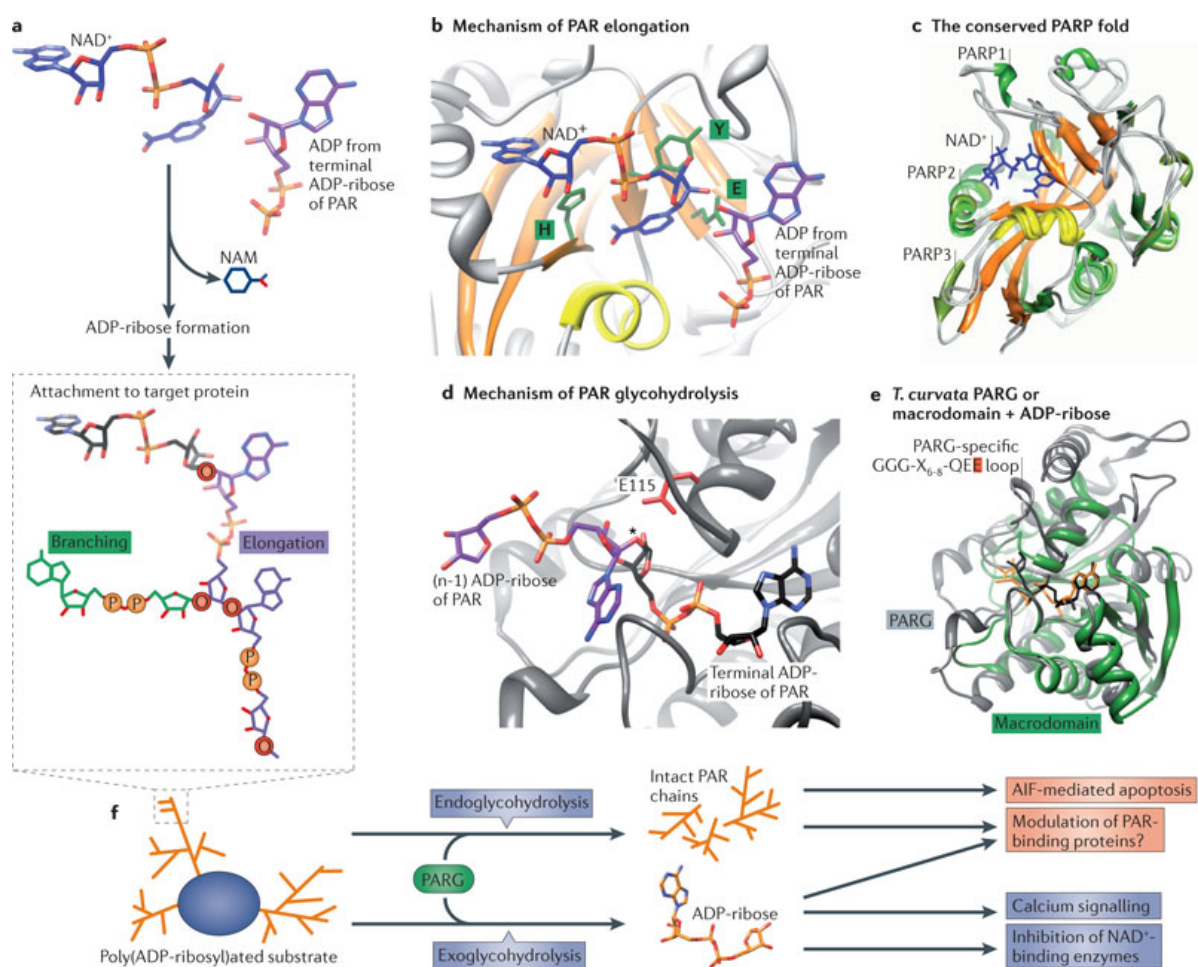 a
NAD+
ADP from
terminal
ADP-ribose
of PAR
NAM
ADP-ribose formation
Attachment to target protein
O
Branching
Elongation
P P
O O
P
P
O
b Mechanism of PAR elongation
NAD+
Y
E
H
ADP from
terminal
ADP-ribose
of PAR
c The conserved PARP fold
PARP1
NAD+
PARP2
PARP3
d Mechanism of PAR glycohydrolysis
E115
*
(n-1) ADP-ribose
of PAR
Terminal ADP-
ribose of PAR
e T. curvata PARG or
macrodomain + ADP-ribose
PARG-specific
GGG-X6-8-QEE loop
PARG
Macrodomain
f
Poly(ADP-ribosyl)ated substrate
Endoglycohydrolysis
PARG
Exoglycohydrolysis
Intact PAR
chains
ADP-ribose
AIF-mediated apoptosis
Modulation of PAR-
binding proteins?
Calcium signalling
Inhibition of NAD+-
binding enzymes